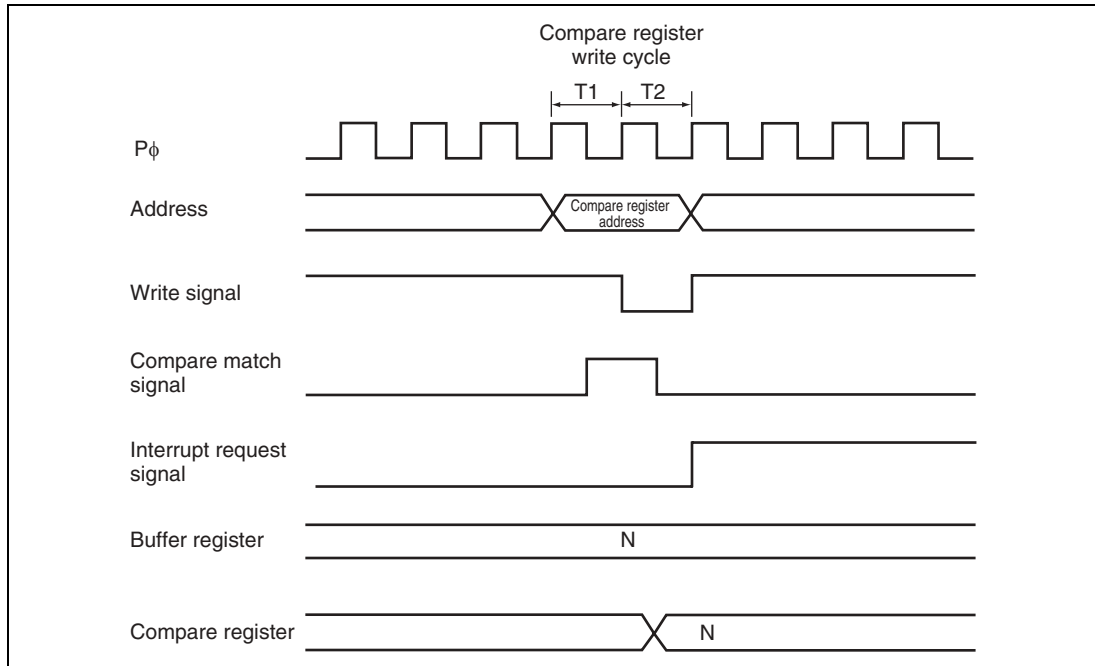 Compare register
write cycle
T1 T2
Pϕ
Address
Compare register
address
Write signal
Compare match
signal
Interrupt request
signal
Buffer register
N
Compare register
N